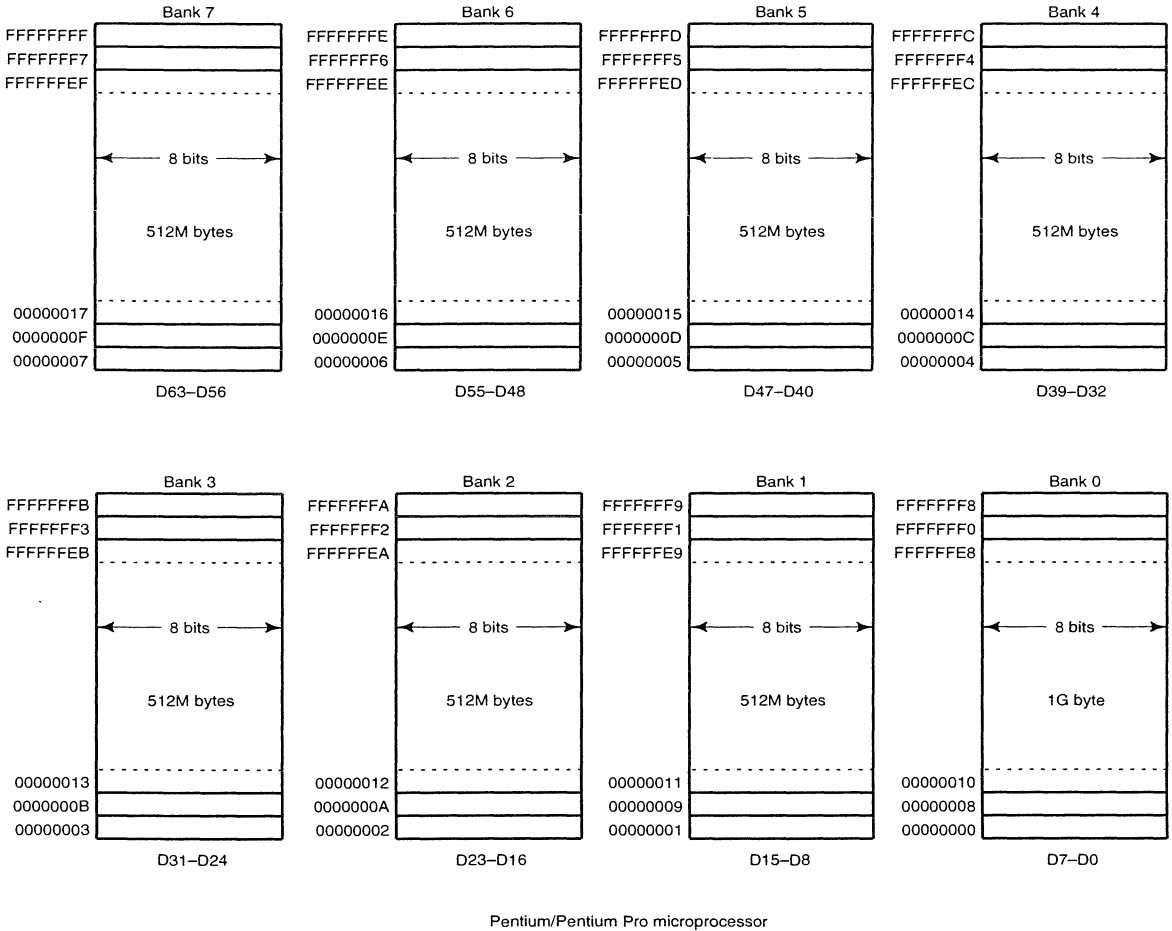 Bank 7
FFFFFFFF
FFFFFFF7
FFFFFFEF
8 bits
512M bytes
00000017
0000000F
00000007
D63–D56
Bank 6
FFFFFFFE
FFFFFFF6
FFFFFFEE
8 bits
512M bytes
00000016
0000000E
00000006
D55–D48
Bank 5
FFFFFFFD
FFFFFFF5
FFFFFFED
8 bits
512M bytes
00000015
0000000D
00000005
D47–D40
Bank 4
FFFFFFFC
FFFFFFF4
FFFFFFEC
8 bits
512M bytes
00000014
0000000C
00000004
D39–D32
Bank 3
FFFFFFFB
FFFFFFF3
FFFFFFEB
8 bits
512M bytes
00000013
0000000B
00000003
D31–D24
Bank 2
FFFFFFFA
FFFFFFF2
FFFFFFEA
8 bits
512M bytes
00000012
0000000A
00000002
D23–D16
Bank 1
FFFFFFF9
FFFFFFF1
FFFFFFE9
8 bits
512M bytes
00000011
00000009
00000001
D15–D8
Bank 0
FFFFFFF8
FFFFFFF0
FFFFFFE8
8 bits
1G byte
00000010
00000008
00000000
D7–D0
Pentium/Pentium Pro microprocessor